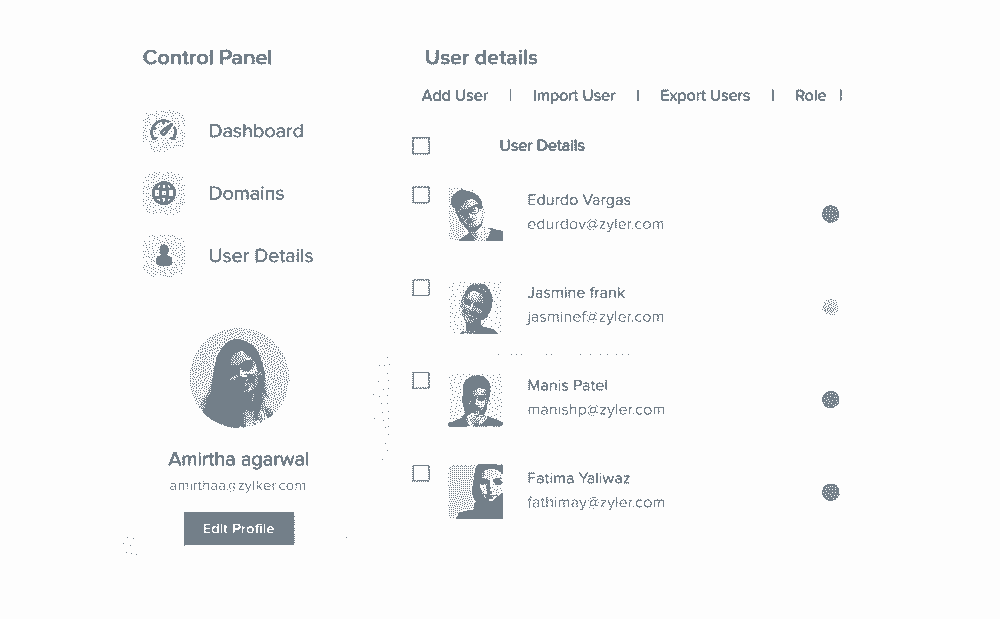 Control Panel
Dashboard
Domains
User Details
Amirtha agarwal
amirthaa@zylker.com
Edit Profile
User details
Add User | Import User | Export Users | Role |
User Details
Edurdo Vargas
edurdov@zyler.com
Jasmine frank
jasminef@zyler.com
Manis Patel
manishp@zyler.com
Fatima Yaliwaz
fathimay@zyler.com